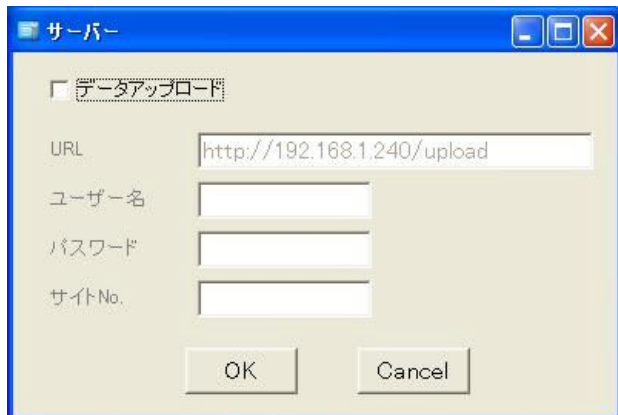 サーバー
データアップロード
URL http://192.168.1.240/upload
ユーザー名
パスワード
サイトNo.
OK Cancel